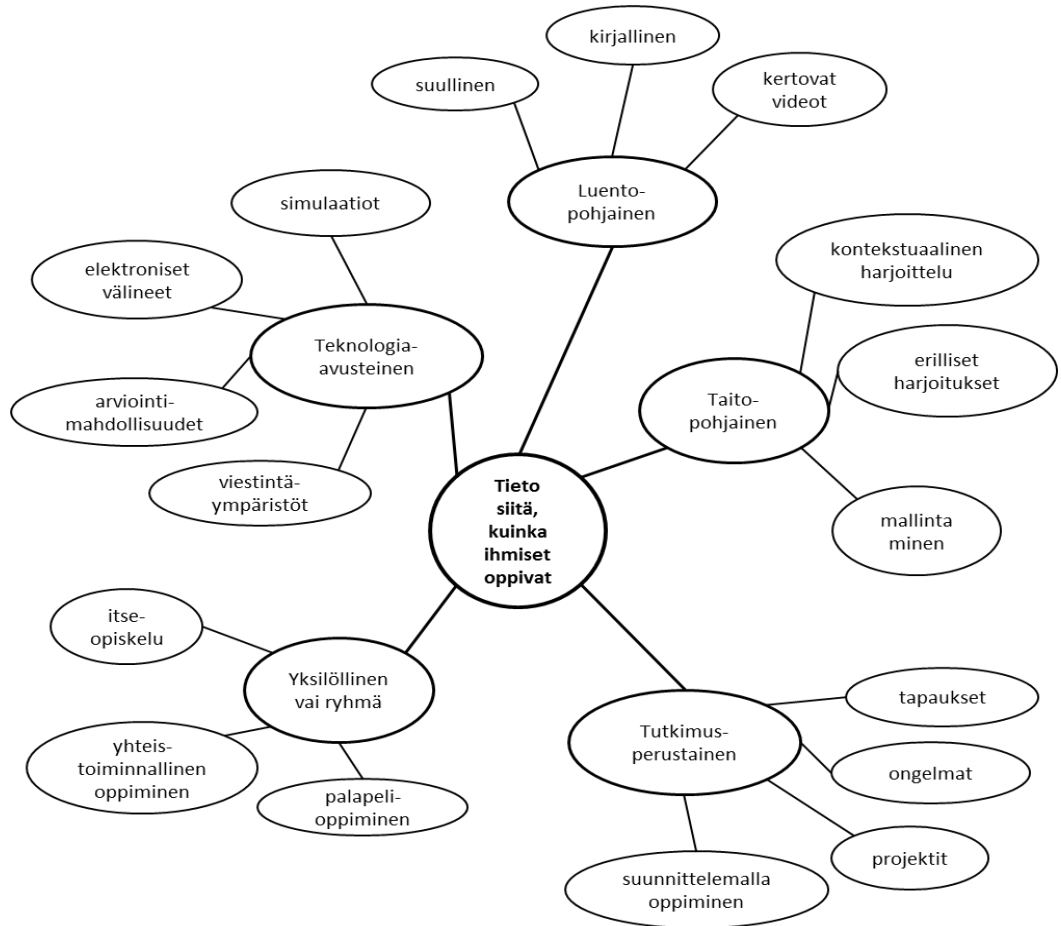 kirjallinen
suullinen
kertovat
videot
Luento-
pohjainen
simulaatiot
elektroniset
välineet
Teknologia-
avusteinen
arviointi-
mahdollisuudet
viestintä-
ympäristöt
kontekstuaalinen
harjoittelu
erilliset
harjoitukset
Taito-
pohjainen
mallinta
minen
Tieto
siitä,
kuinka
ihmiset
oppivat
itse-
opiskelu
Yksilöllinen
vai ryhmä
yhteis-
toiminnallinen
oppiminen
palapeli-
oppiminen
Tutkimus-
perustainen
tapaukset
ongelmat
projektit
suunnittelemalla
oppiminen